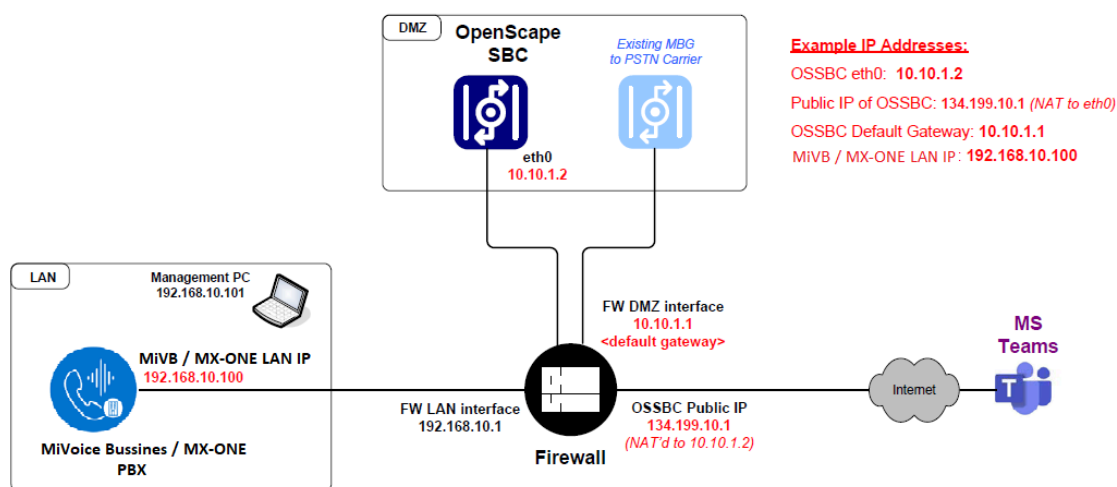 DMZ
OpenScape
SBC
Existing MBG
to PSTN Carrier
eth0
10.10.1.2
Example IP Addresses:
OSSBC eth0: 10.10.1.2
Public IP of OSSBC: 134.199.10.1 (NAT to eth0)
OSSBC Default Gateway: 10.10.1.1
MiVB / MX-ONE LAN IP: 192.168.10.100
LAN
Management PC
192.168.10.101
MiVB / MX-ONE LAN IP
192.168.10.100
MiVoice Bussines / MX-ONE
PBX
FW LAN interface
192.168.10.1
FW DMZ interface
10.10.1.1
<default gateway>
OSSBC Public IP
134.199.10.1
(NAT'd to 10.10.1.2)
Firewall
Internet
MS
Teams
T